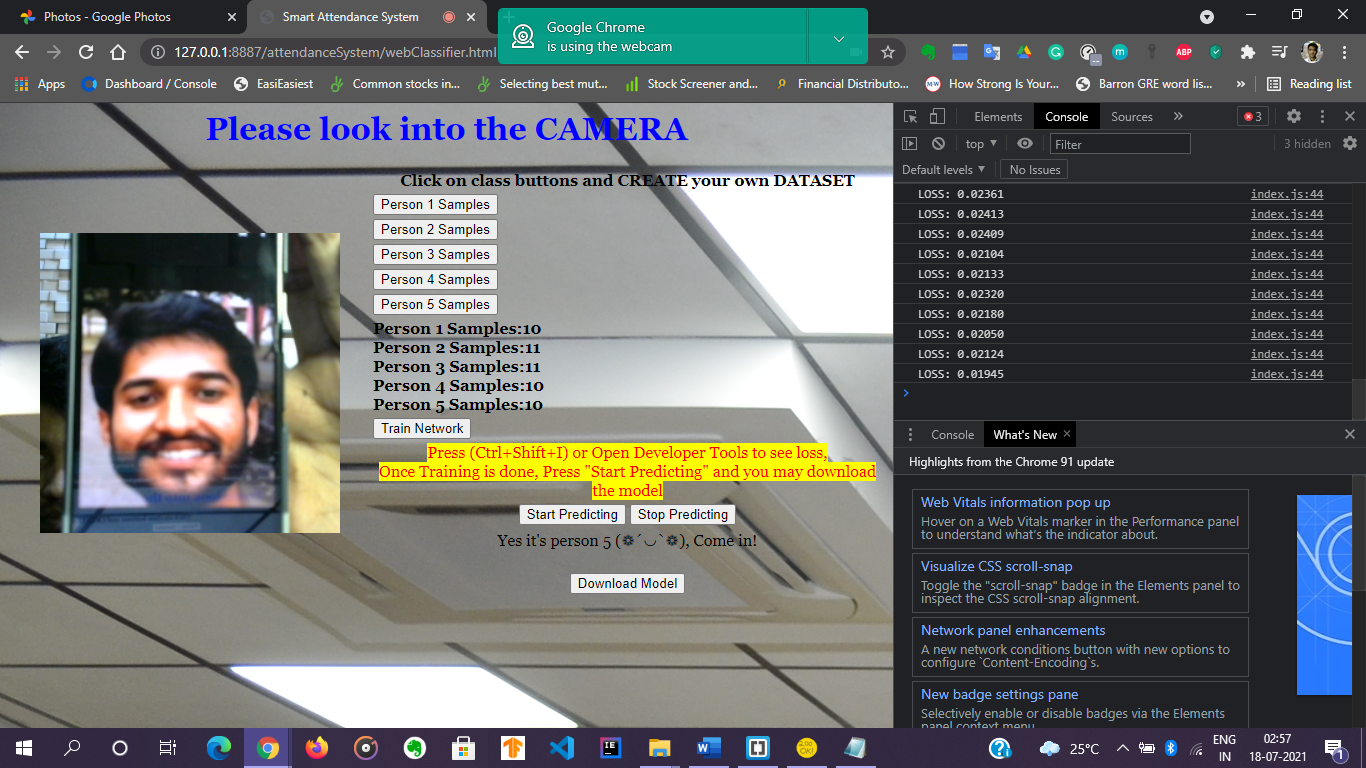 Photos - Google Photos
Smart Attendance System
Google Chrome
is using the webcam
127.0.0.1:8887/attendanceSystem/webClassifier.html
ABP
Apps
Dashboard / Console
EasiEasiest
Common stocks in...
Selecting best mut...
Stock Screener and...
Financial Distributo...
How Strong Is Your...
Barron GRE word lis...
»
Reading list
Please look into the CAMERA
Click on class buttons and CREATE your own DATASET
Person 1 Samples
Person 2 Samples
Person 3 Samples
Person 4 Samples
Person 5 Samples
Person 1 Samples:10
Person 2 Samples:11
Person 3 Samples:11
Person 4 Samples:10
Person 5 Samples:10
Train Network
Press (Ctrl+Shift+I) or Open Developer Tools to see loss,
Once Training is done, Press "Start Predicting" and you may download
the model
Start Predicting Stop Predicting
Yes it's person 5 (❁´◡`❁), Come in!
Download Model
Elements Console Sources » 3
top Filter 3 hidden
Default levels No Issues
LOSS: 0.02361 index.js:44
LOSS: 0.02413 index.js:44
LOSS: 0.02409 index.js:44
LOSS: 0.02104 index.js:44
LOSS: 0.02133 index.js:44
LOSS: 0.02320 index.js:44
LOSS: 0.02180 index.js:44
LOSS: 0.02050 index.js:44
LOSS: 0.02124 index.js:44
LOSS: 0.01945 index.js:44
Console What's New
Highlights from the Chrome 91 update
Web Vitals information pop up
Hover on a Web Vitals marker in the Performance panel
to understand what's the indicator about.
Visualize CSS scroll-snap
Toggle the "scroll-snap" badge in the Elements panel to
inspect the CSS scroll-snap alignment.
Network panel enhancements
A new network conditions button with new options to
configure `Content-Encoding`s.
New badge settings pane
Selectively enable or disable badges via the Elements
panel context menu
25°C
ENG
IN
02:57
18-07-2021
1